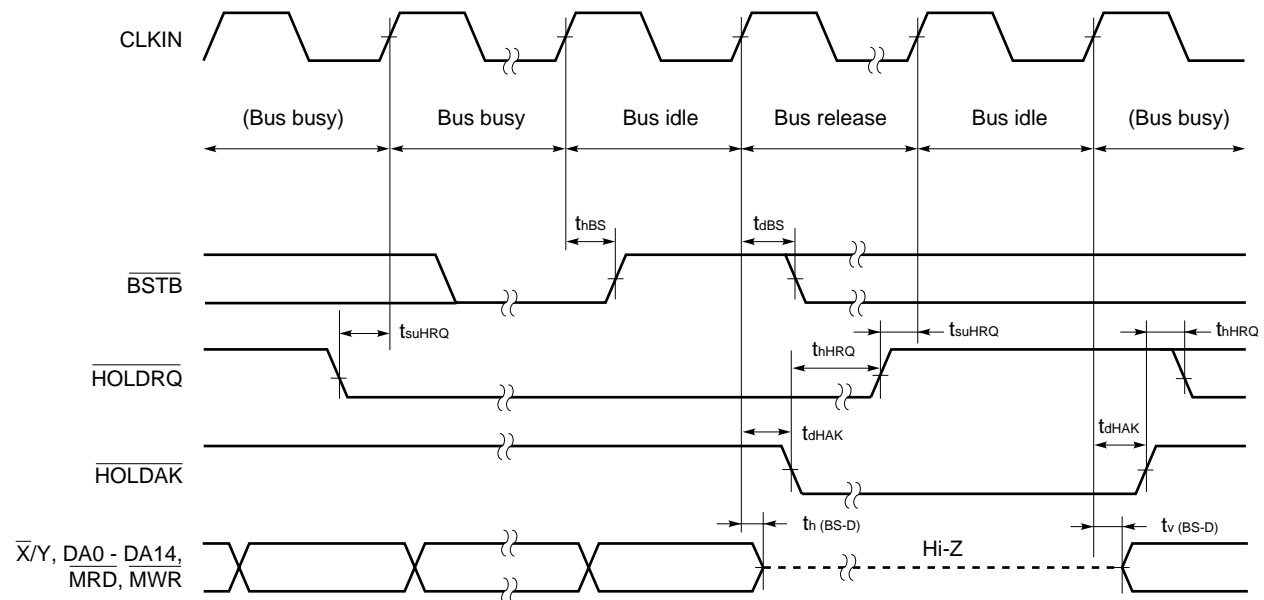 CLKIN
(Bus busy) Bus busy Bus idle Bus release Bus idle (Bus busy)
thBS tdBS
BSTB
tsuHRQ tsuHRQ thHRQ
thHRQ
HOLDRQ
tdHAK tdHAK
HOLDAK
th (BS-D) tv (BS-D)
X/Y, DA0 - DA14,
MRD, MWR
Hi-Z